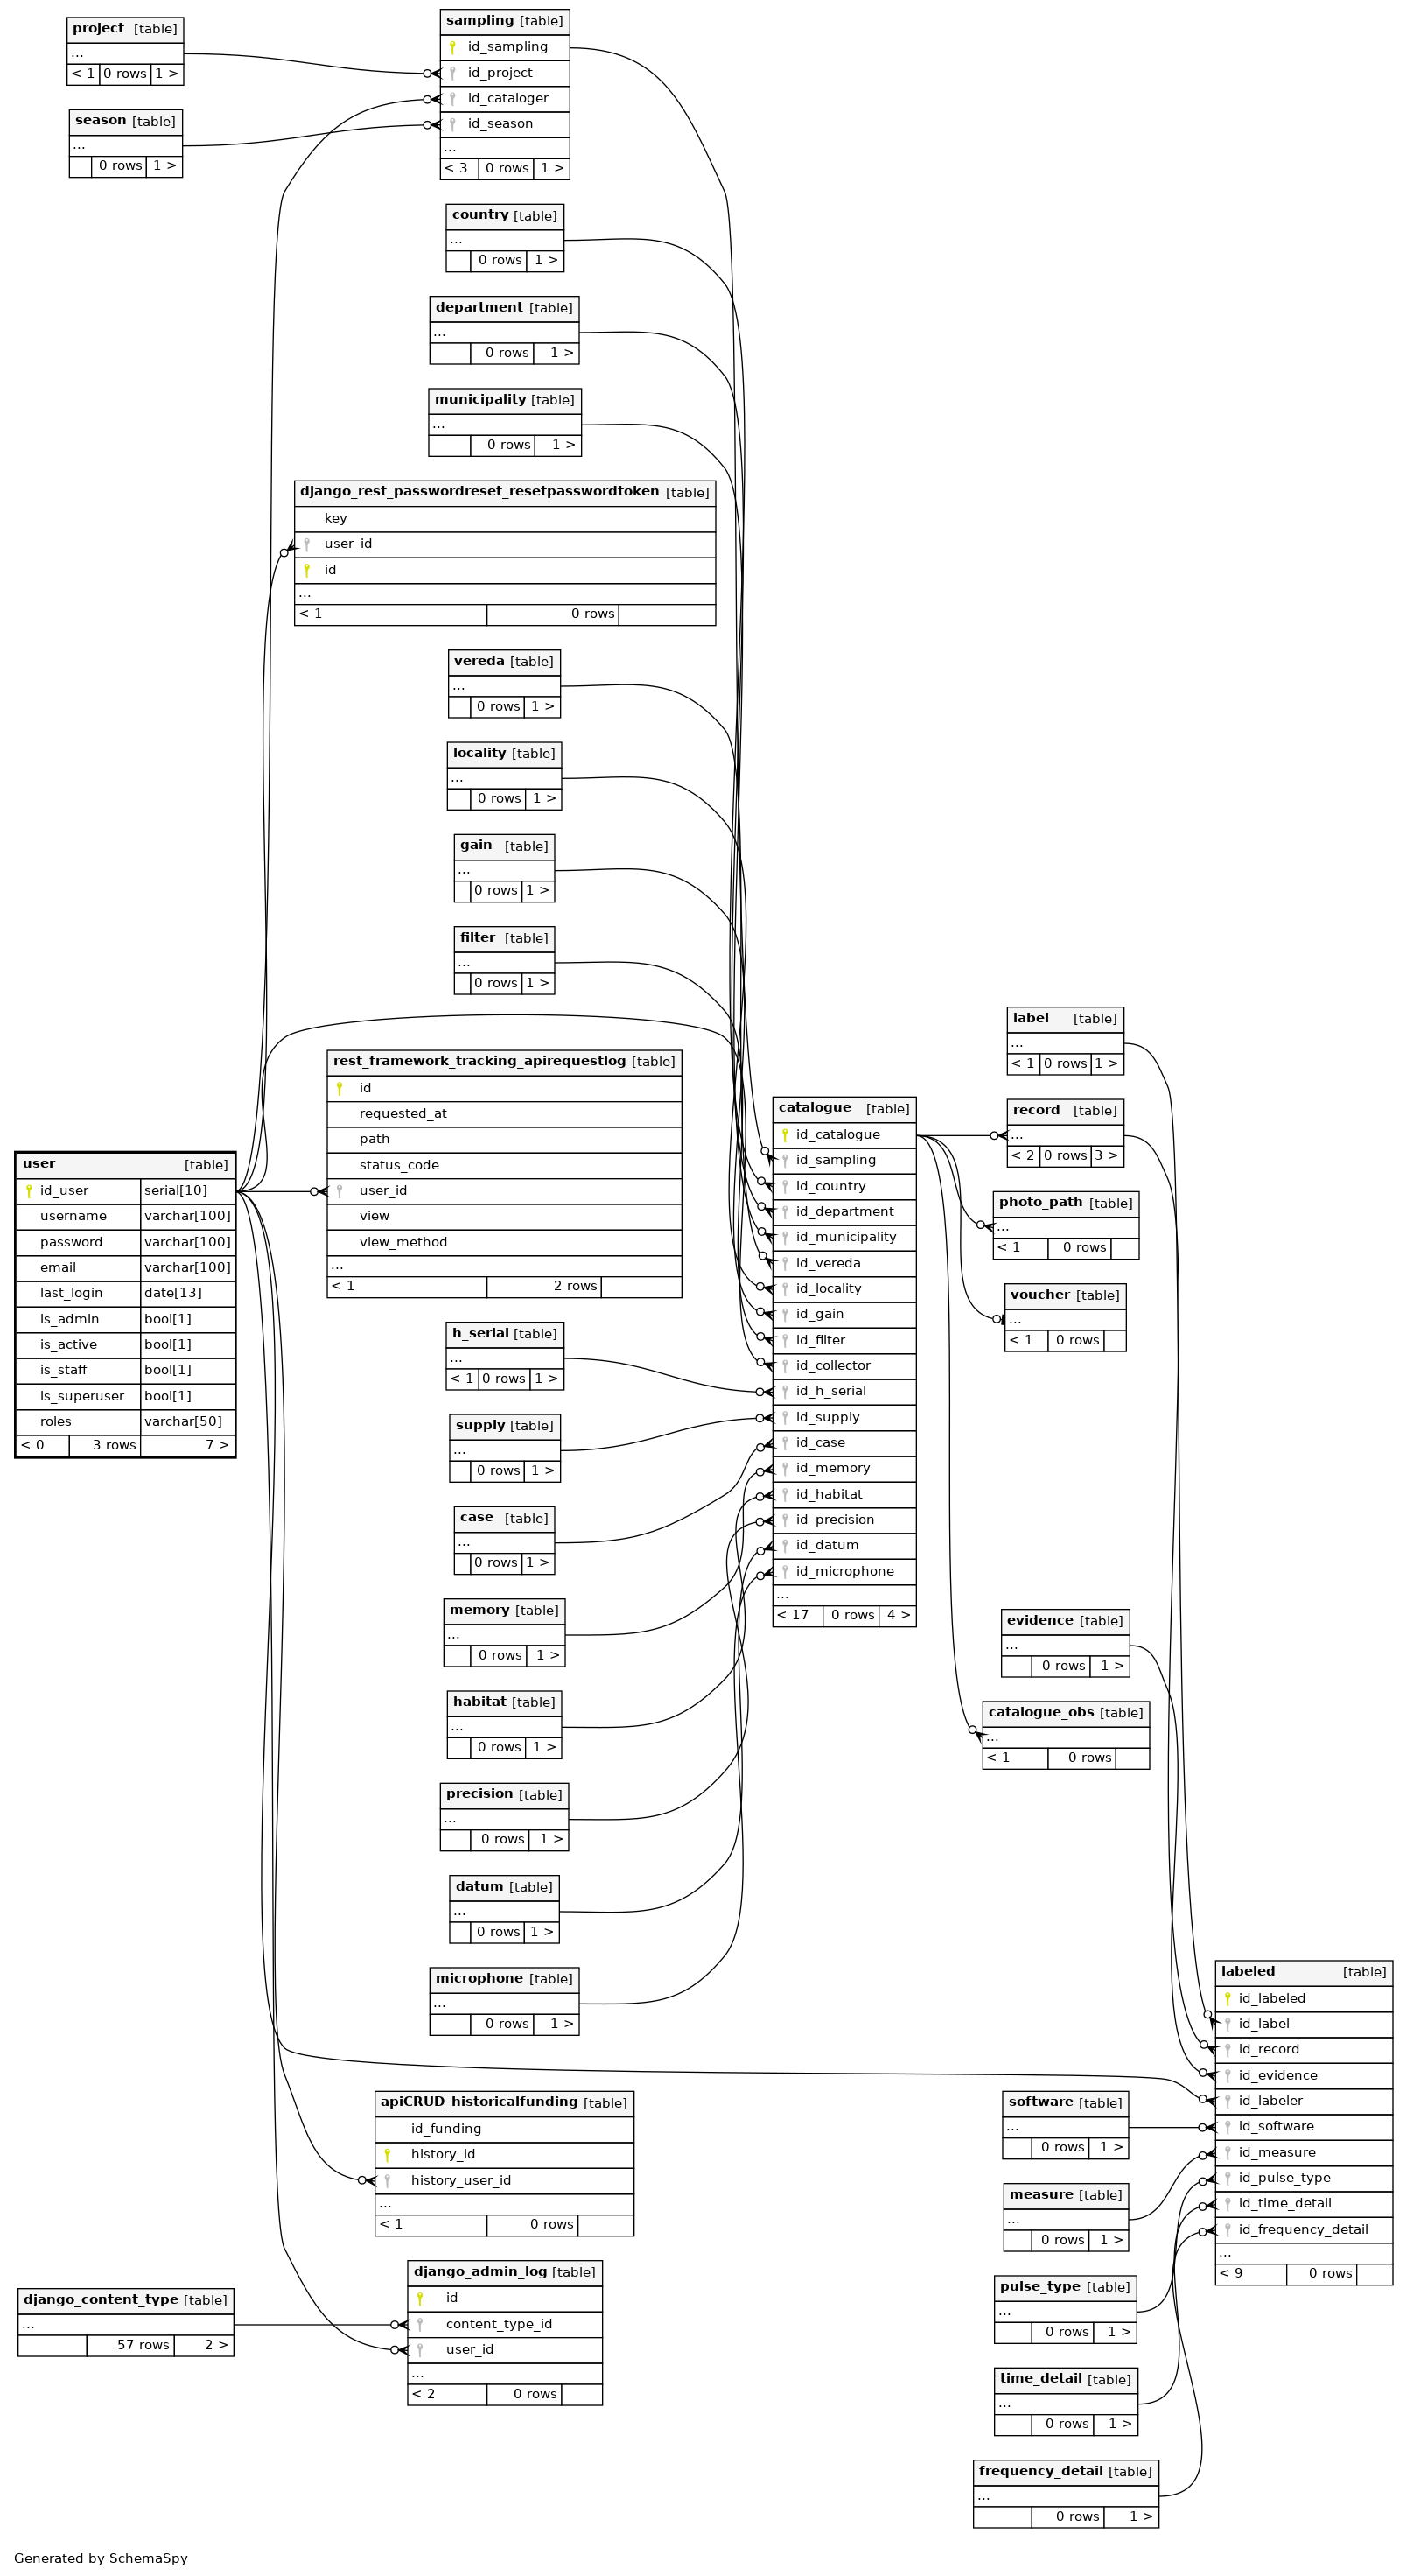 project [table]
...
< 1 0 rows 1 >
season [table]
...
0 rows 1 >
sampling [table]
id_sampling
id_project
id_cataloger
id_season
...
< 3 0 rows 1 >
country [table]
...
0 rows 1 >
department [table]
...
0 rows 1 >
municipality [table]
...
0 rows 1 >
django_rest_passwordreset_resetpasswordtoken [table]
key
user_id
id
...
< 1 0 rows
vereda [table]
...
0 rows 1 >
locality [table]
...
0 rows 1 >
gain [table]
...
0 rows 1 >
filter [table]
...
0 rows 1 >
rest_framework_tracking_apirequestlog [table]
id
requested_at
path
status_code
user_id
view
view_method
...
< 1 2 rows
user [table]
id_user serial[10]
username varchar[100]
password varchar[100]
email varchar[100]
last_login date[13]
is_admin bool[1]
is_active bool[1]
is_staff bool[1]
is_superuser bool[1]
roles varchar[50]
< 0 3 rows 7 >
h_serial [table]
...
< 1 0 rows 1 >
supply [table]
...
0 rows 1 >
case [table]
...
0 rows 1 >
memory [table]
...
0 rows 1 >
habitat [table]
...
0 rows 1 >
precision [table]
...
0 rows 1 >
datum [table]
...
0 rows 1 >
microphone [table]
...
0 rows 1 >
catalogue [table]
id_catalogue
id_sampling
id_country
id_department
id_municipality
id_vereda
id_locality
id_gain
id_filter
id_collector
id_h_serial
id_supply
id_case
id_memory
id_habitat
id_precision
id_datum
id_microphone
...
< 17 0 rows 4 >
label [table]
...
< 1 0 rows 1 >
record [table]
...
< 2 0 rows 3 >
photo_path [table]
...
< 1 0 rows
voucher [table]
...
< 1 0 rows
evidence [table]
...
0 rows 1 >
catalogue_obs [table]
...
< 1 0 rows
labeled [table]
id_labeled
id_label
id_record
id_evidence
id_labeler
id_software
id_measure
id_pulse_type
id_time_detail
id_frequency_detail
...
< 9 0 rows
apiCRUD_historicalfunding [table]
id_funding
history_id
history_user_id
...
< 1 0 rows
django_admin_log [table]
id
content_type_id
user_id
...
< 2 0 rows
django_content_type [table]
...
57 rows 2 >
software [table]
...
0 rows 1 >
measure [table]
...
0 rows 1 >
pulse_type [table]
...
0 rows 1 >
time_detail [table]
...
0 rows 1 >
frequency_detail [table]
...
0 rows 1 >
Generated by SchemaSpy